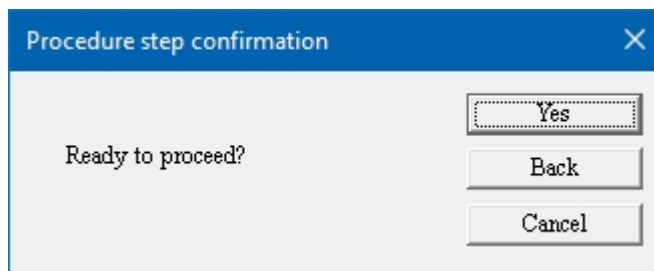 Procedure step confirmation
Ready to proceed?
Yes
Back
Cancel